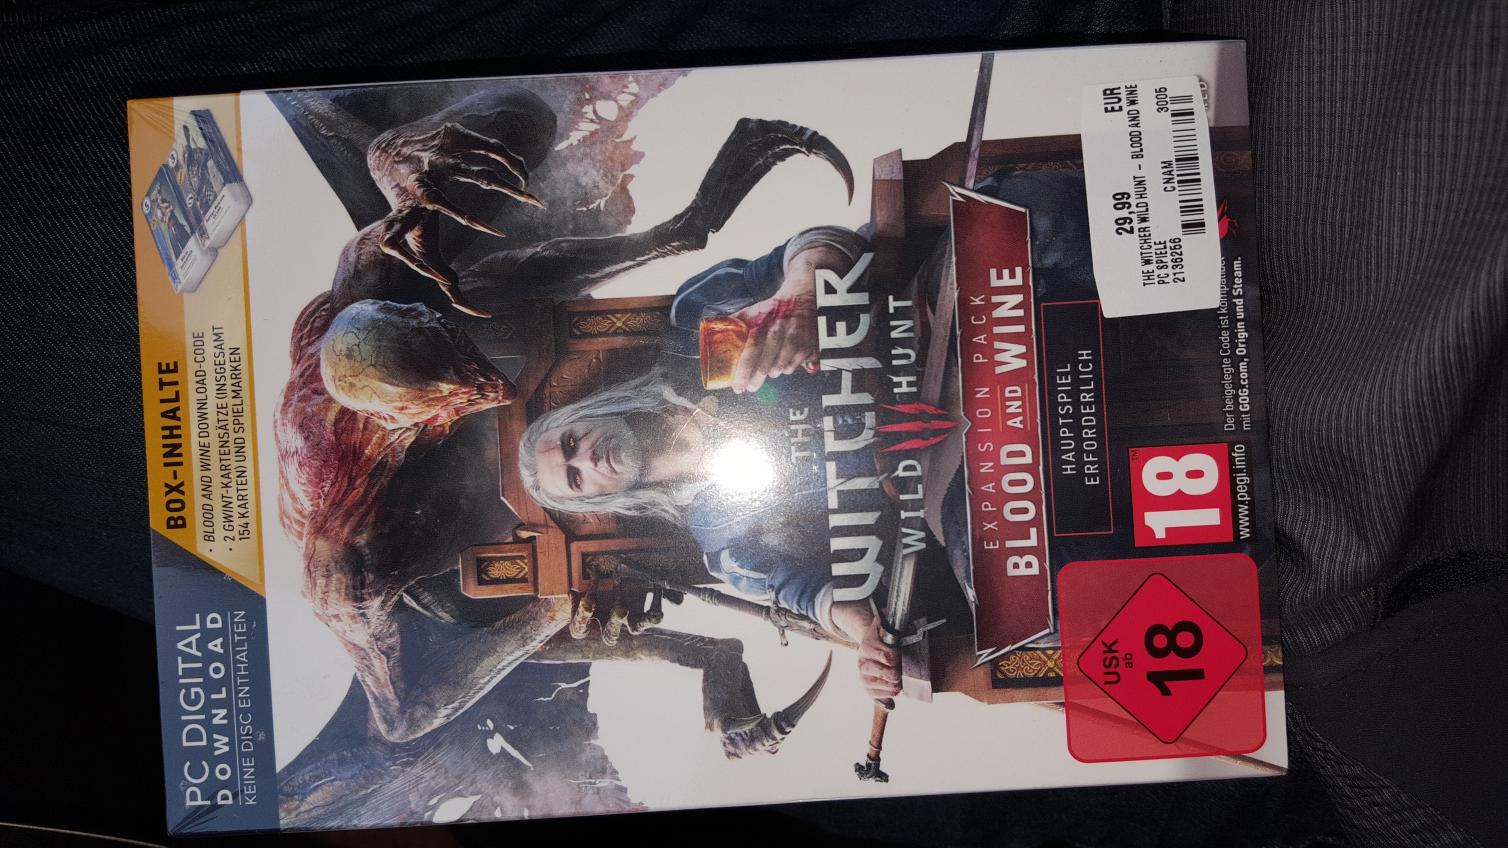 PC DIGITAL
DOWNLOAD
KEINE DISC ENTHALTEN
BOX-INHALTE
• BLOOD AND WINE DOWNLOAD-CODE
• 2 GWINT-KARTENSÄTZE (INSGESAMT
154 KARTEN) UND SPIELMARKEN
THE
WITCHER
WILD HUNT
EXPANSION PACK
BLOOD AND WINE
HAUPTSPIEL
ERFORDERLICH
USK
ab
18
18
™
www.pegi.info
Der beigelegte Code ist kompatibel
mit GOG.com, Origin und Steam.
EUR
29,99
THE WITCHER WILD HUNT - BLOOD AND WINE
PC SPIELE CNAM 3005
2136266